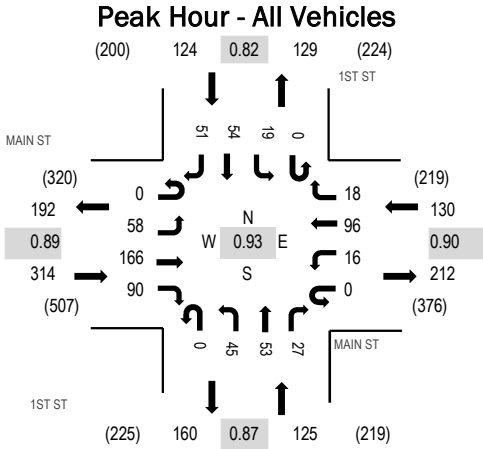 Peak Hour - All Vehicles
(200) 124 0.82 129 (224)
1ST ST
MAIN ST
51 54 19 0
(320) (219)
0 18
192 130
58 96
N
0.89 W 0.93 E 0.90
166 16
S
314 212
90 0
(507) (376)
0 45 53 27
MAIN ST
1ST ST
(225) 160 0.87 125 (219)